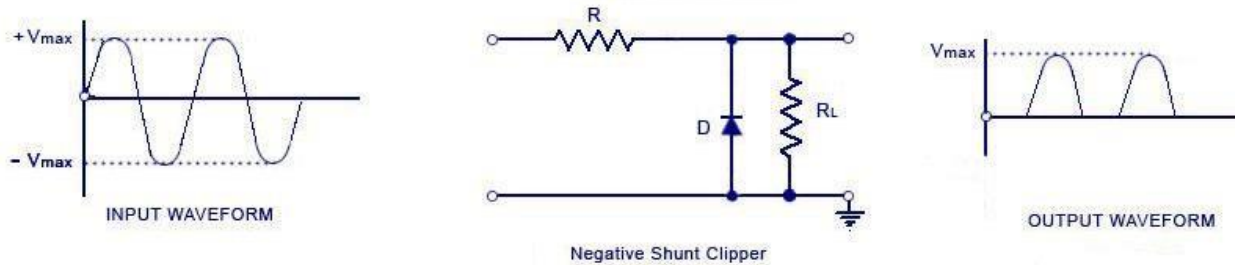 + Vmax
- Vmax
INPUT WAVEFORM
R
D
RL
Negative Shunt Clipper
Vmax
OUTPUT WAVEFORM